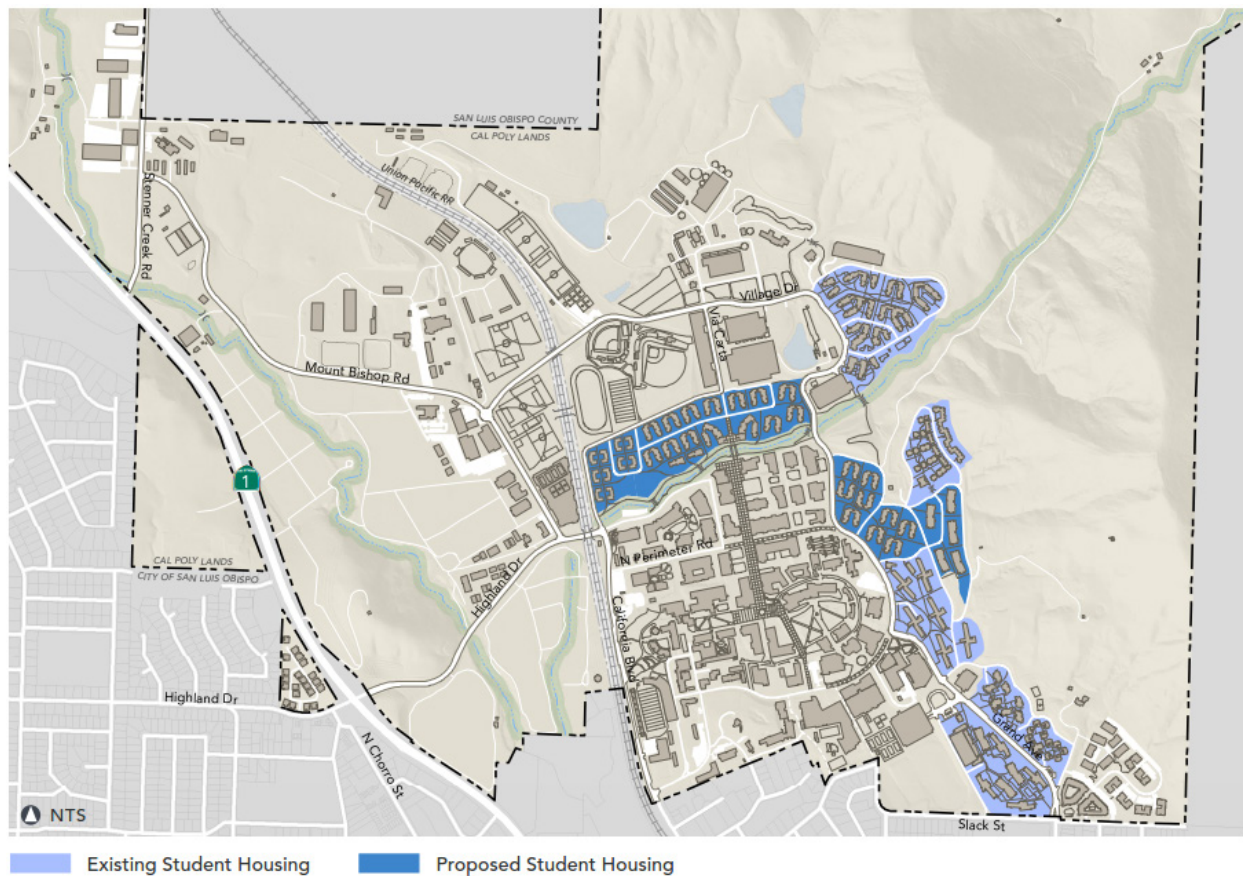 SAN LUIS OBISPO COUNTY
CAL POLY LANDS
Union Pacific RR
Stenner Creek Rd
Village Dr
Via Carta
Mount Bishop Rd
1
N Perimeter Rd
CAL POLY LANDS
CITY OF SAN LUIS OBISPO
Highland Dr
California Blvd
Highland Dr
Grand Ave
N Chorro St
NTS
Slack St
Existing Student Housing
Proposed Student Housing